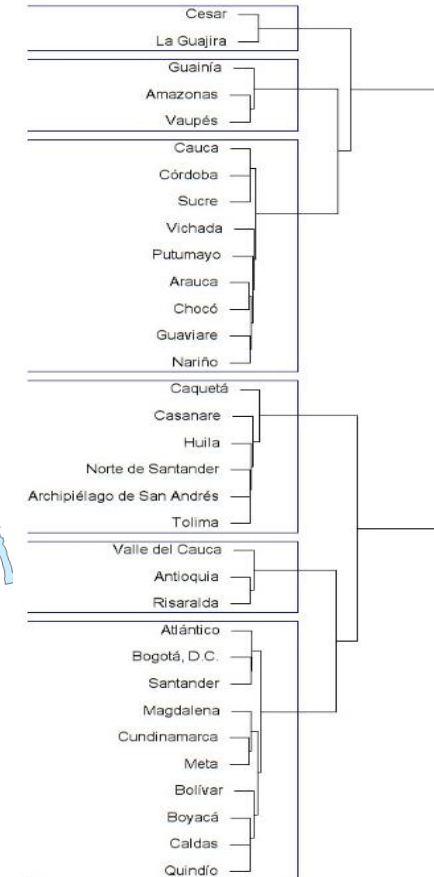 Cesar
La Guajira
Guainía
Amazonas
Vaupés
Cauca
Córdoba
Sucre
Vichada
Putumayo
Arauca
Chocó
Guaviare
Nariño
Caquetá
Casanare
Huila
Norte de Santander
Archipiélago de San Andrés
Tolima
Valle del Cauca
Antioquia
Risaralda
Atlántico
Bogotá, D.C.
Santander
Magdalena
Cundinamarca
Meta
Bolívar
Boyacá
Caldas
Quindío